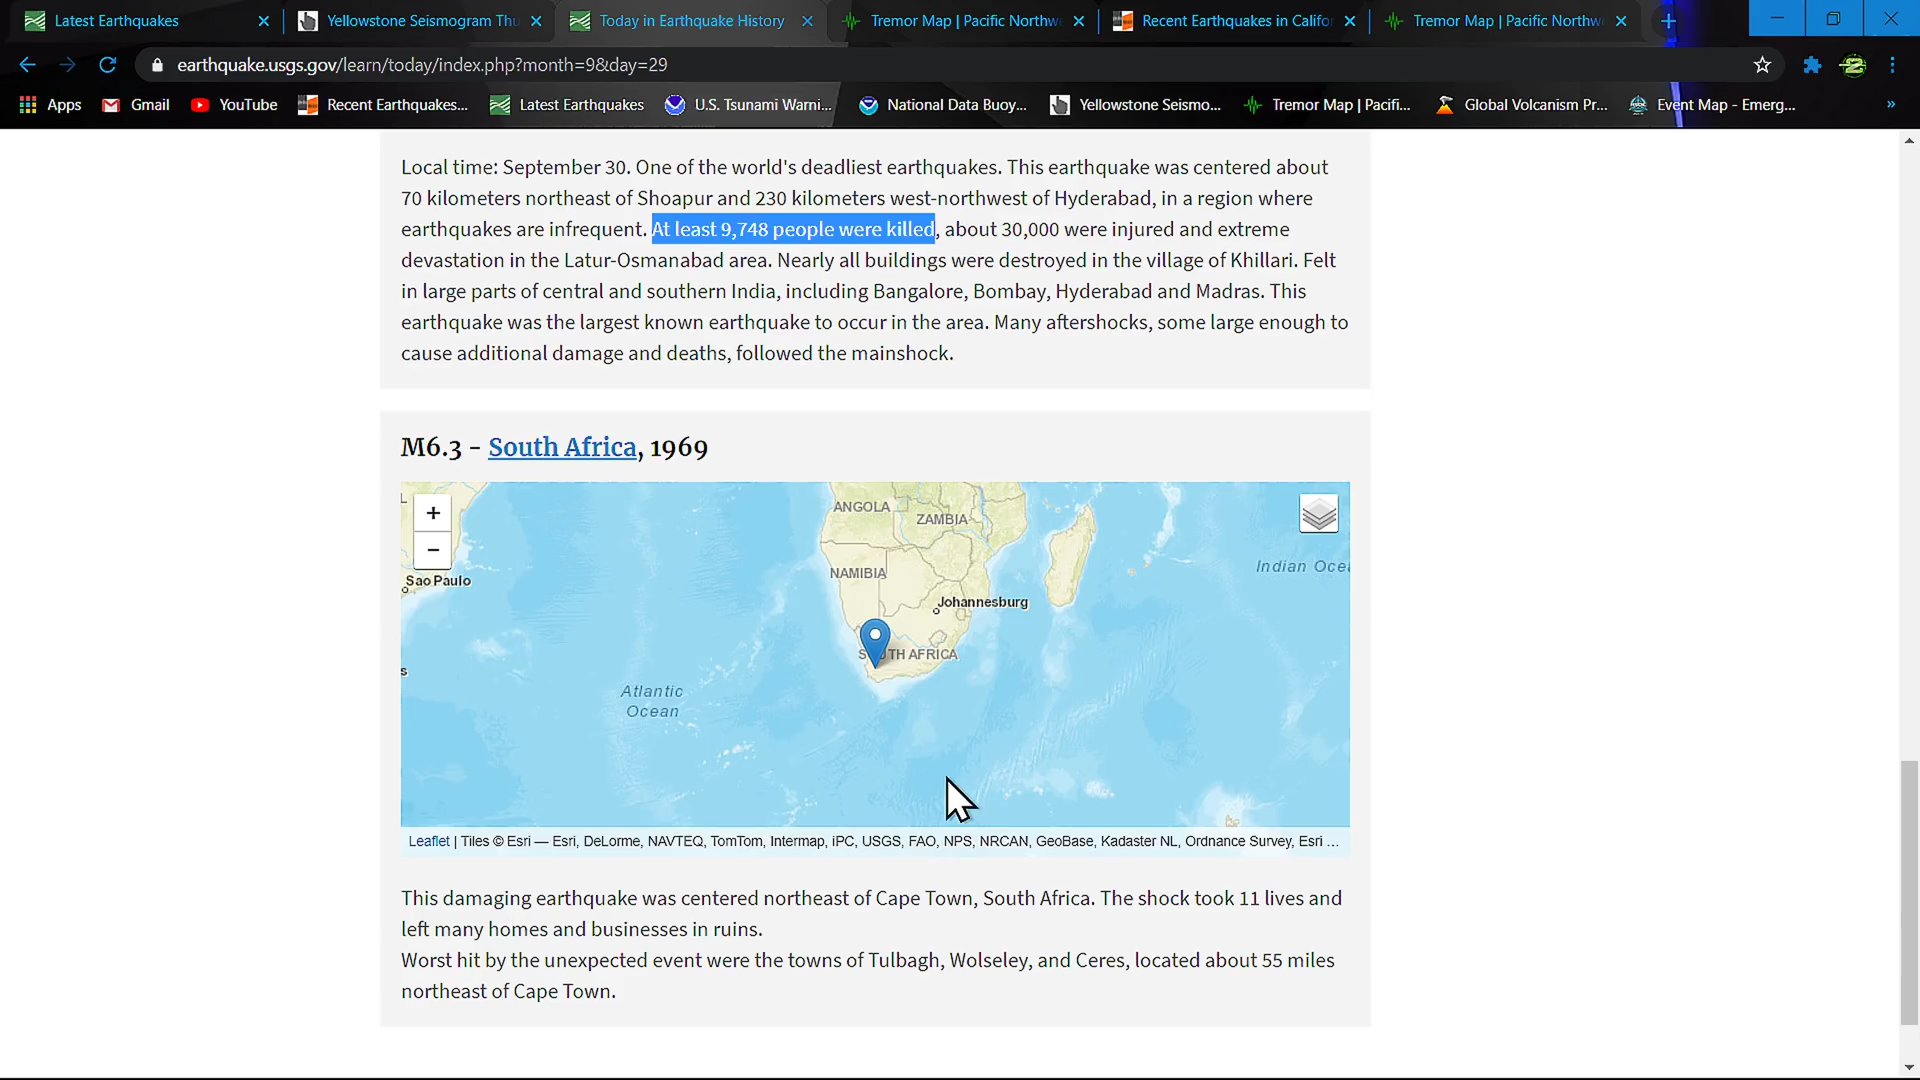 Latest Earthquakes
Yellowstone Seismogram Thu
Today in Earthquake History
Tremor Map | Pacific Northw
Recent Earthquakes in Califo
Tremor Map | Pacific Northw
earthquake.usgs.gov/learn/today/index.php?month=9&day=29
Apps
Gmail
YouTube
Recent Earthquakes...
Latest Earthquakes
U.S. Tsunami Warni...
National Data Buoy...
Yellowstone Seismo...
Tremor Map | Pacifi...
Global Volcanism Pr...
Event Map - Emerg...
»
Local time: September 30. One of the world's deadliest earthquakes. This earthquake was centered about
70 kilometers northeast of Shoapur and 230 kilometers west-northwest of Hyderabad, in a region where
earthquakes are infrequent. At least 9,748 people were killed, about 30,000 were injured and extreme
devastation in the Latur-Osmanabad area. Nearly all buildings were destroyed in the village of Khillari. Felt
in large parts of central and southern India, including Bangalore, Bombay, Hyderabad and Madras. This
earthquake was the largest known earthquake to occur in the area. Many aftershocks, some large enough to
cause additional damage and deaths, followed the mainshock.
M6.3 - South Africa, 1969
+
−
ANGOLA
ZAMBIA
Indian Oce
NAMIBIA
Sao Paulo
Johannesburg
TH AFRICA
s
Atlantic
Ocean
Leaflet | Tiles © Esri — Esri, DeLorme, NAVTEQ, TomTom, Intermap, iPC, USGS, FAO, NPS, NRCAN, GeoBase, Kadaster NL, Ordnance Survey, Esri ...
This damaging earthquake was centered northeast of Cape Town, South Africa. The shock took 11 lives and
left many homes and businesses in ruins.
Worst hit by the unexpected event were the towns of Tulbagh, Wolseley, and Ceres, located about 55 miles
northeast of Cape Town.